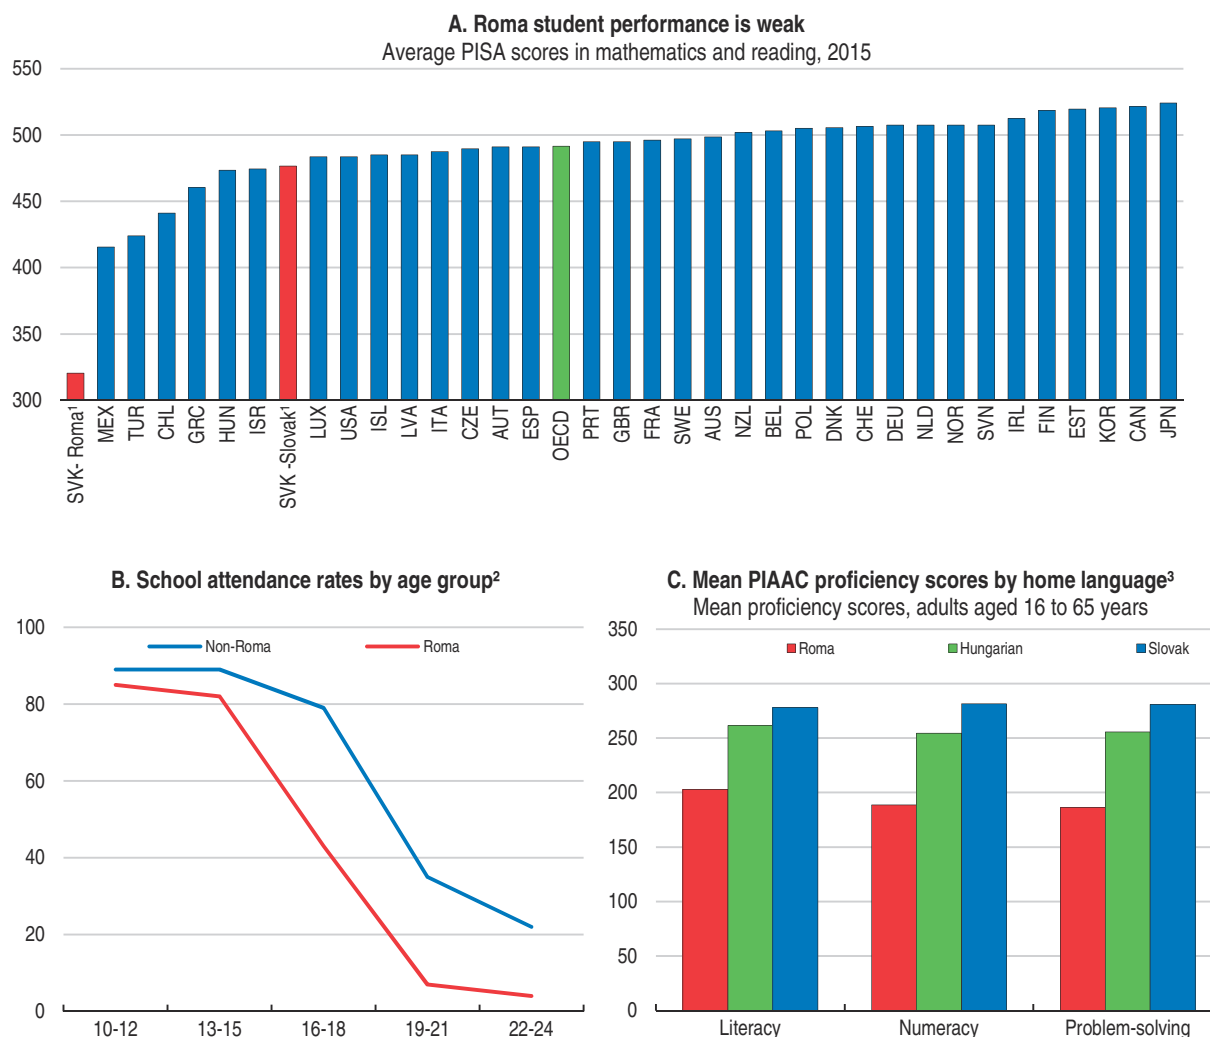 A. Roma student performance is weak
Average PISA scores in mathematics and reading, 2015
550
500
450
400
350
300
SVK- Roma¹
MEX
TUR
CHL
GRC
HUN
ISR
SVK -Slovak¹
LUX
USA
ISL
LVA
ITA
CZE
AUT
ESP
OECD
PRT
GBR
FRA
SWE
AUS
NZL
BEL
POL
DNK
CHE
DEU
NLD
NOR
SVN
IRL
FIN
EST
KOR
CAN
JPN
B. School attendance rates by age group²
100
80
60
40
20
0
Non-Roma
Roma
10-12
13-15
16-18
19-21
22-24
C. Mean PIAAC proficiency scores by home language³
Mean proficiency scores, adults aged 16 to 65 years
350
300
250
200
150
100
50
0
Roma
Hungarian
Slovak
Literacy
Numeracy
Problem-solving